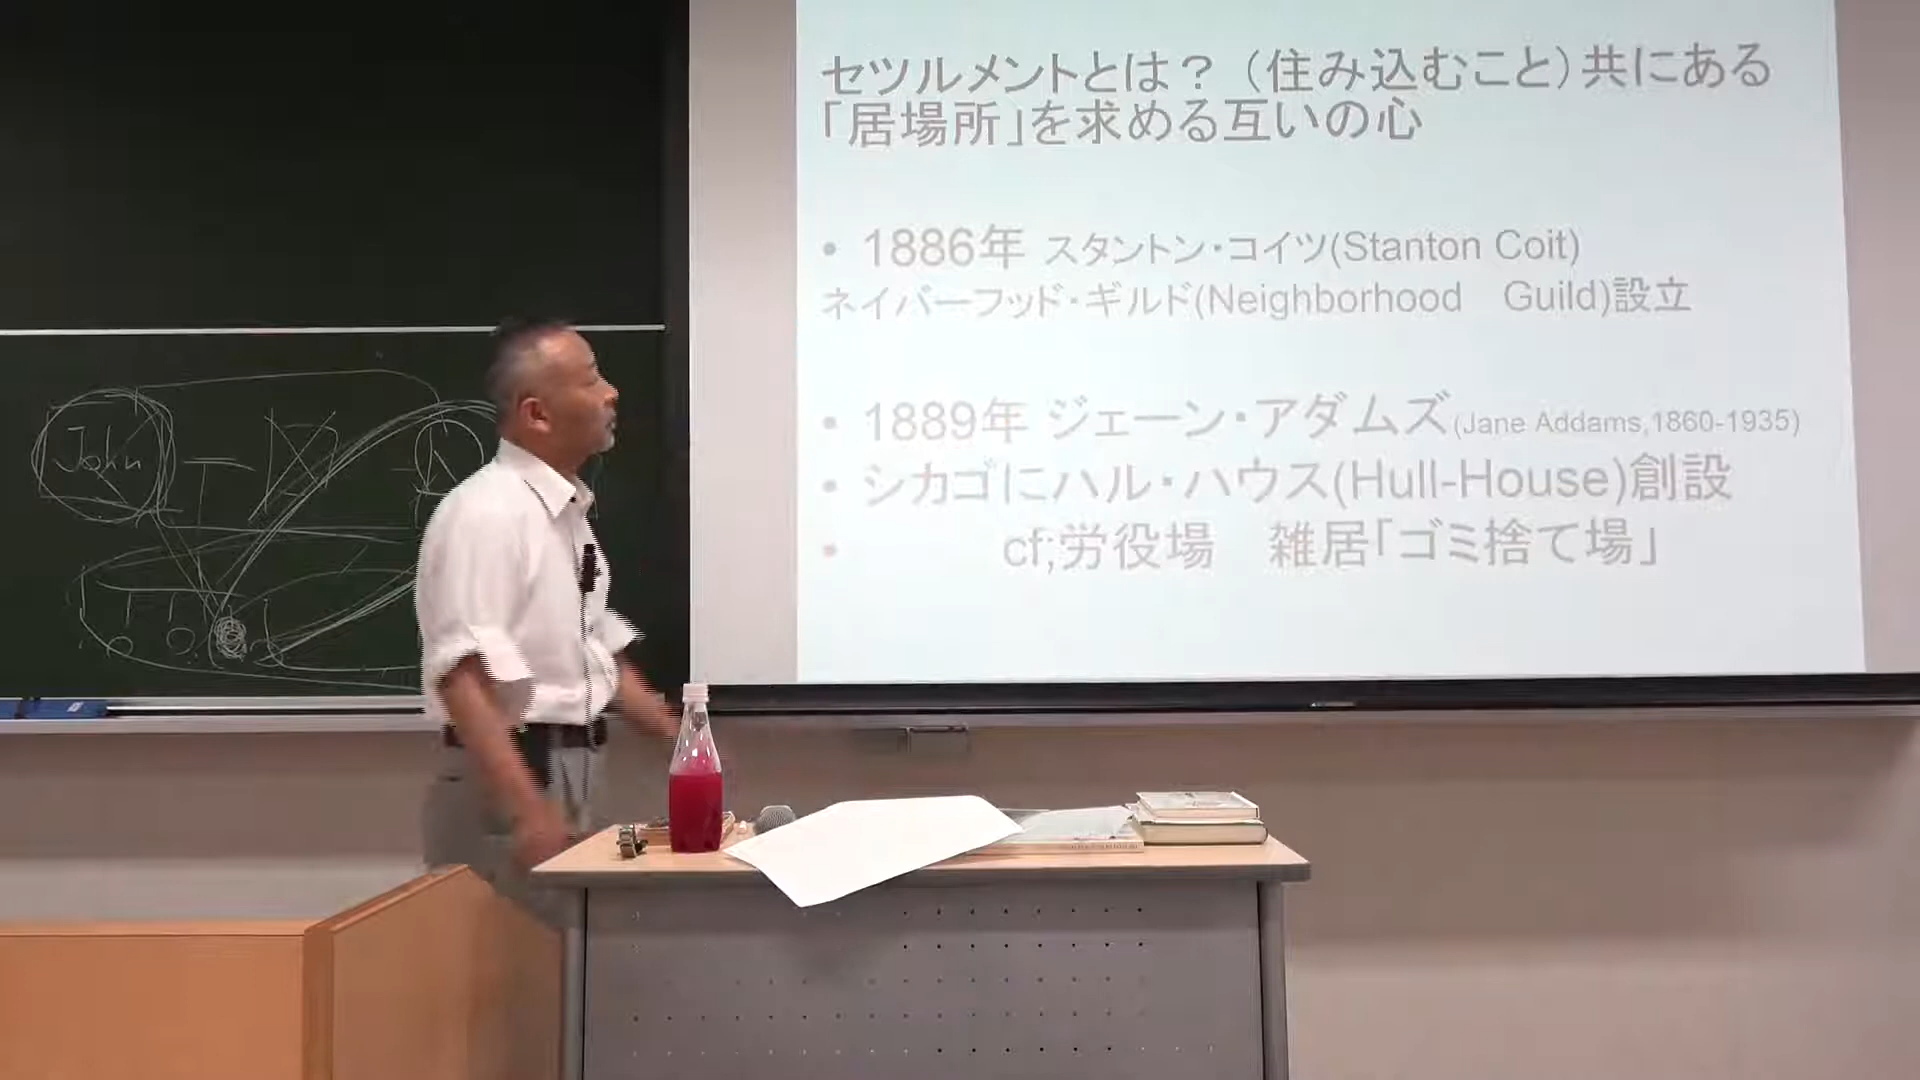 セツルメントとは？（住み込むこと）共にある
「居場所」を求める互いの心
• 1886年 スタントン・コイツ(Stanton Coit)
ネイバーフッド・ギルド(Neighborhood　Guild)設立
• 1889年 ジェーン・アダムズ(Jane Addams,1860-1935)
• シカゴにハル・ハウス(Hull-House)創設
• cf;労役場　雑居「ゴミ捨て場」
John